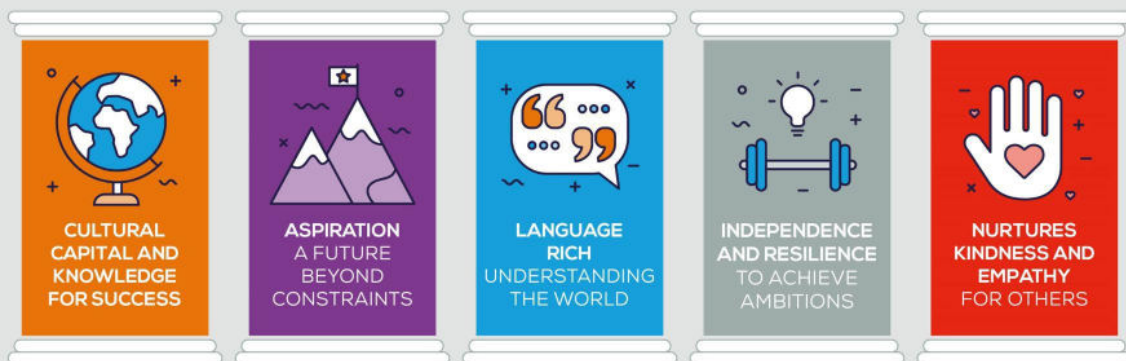 CULTURAL
CAPITAL AND
KNOWLEDGE
FOR SUCCESS
ASPIRATION
A FUTURE
BEYOND
CONSTRAINTS
LANGUAGE
RICH
UNDERSTANDING
THE WORLD
INDEPENDENCE
AND RESILIENCE
TO ACHIEVE
AMBITIONS
NURTURES
KINDNESS AND
EMPATHY
FOR OTHERS